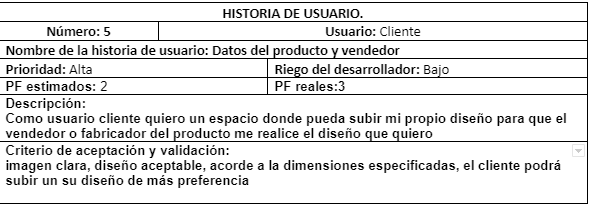 HISTORIA DE USUARIO.
Número: 5 Usuario: Cliente
Nombre de la historia de usuario: Datos del producto y vendedor
Prioridad: Alta Riego del desarrollador: Bajo
PF estimados: 2 PF reales:3
Descripción:
Como usuario cliente quiero un espacio donde pueda subir mi propio diseño para que el
vendedor o fabricador del producto me realice el diseño que quiero
Criterio de aceptación y validación:
imagen clara, diseño aceptable, acorde a la dimensiones especificadas, el cliente podrá
subir un su diseño de más preferencia